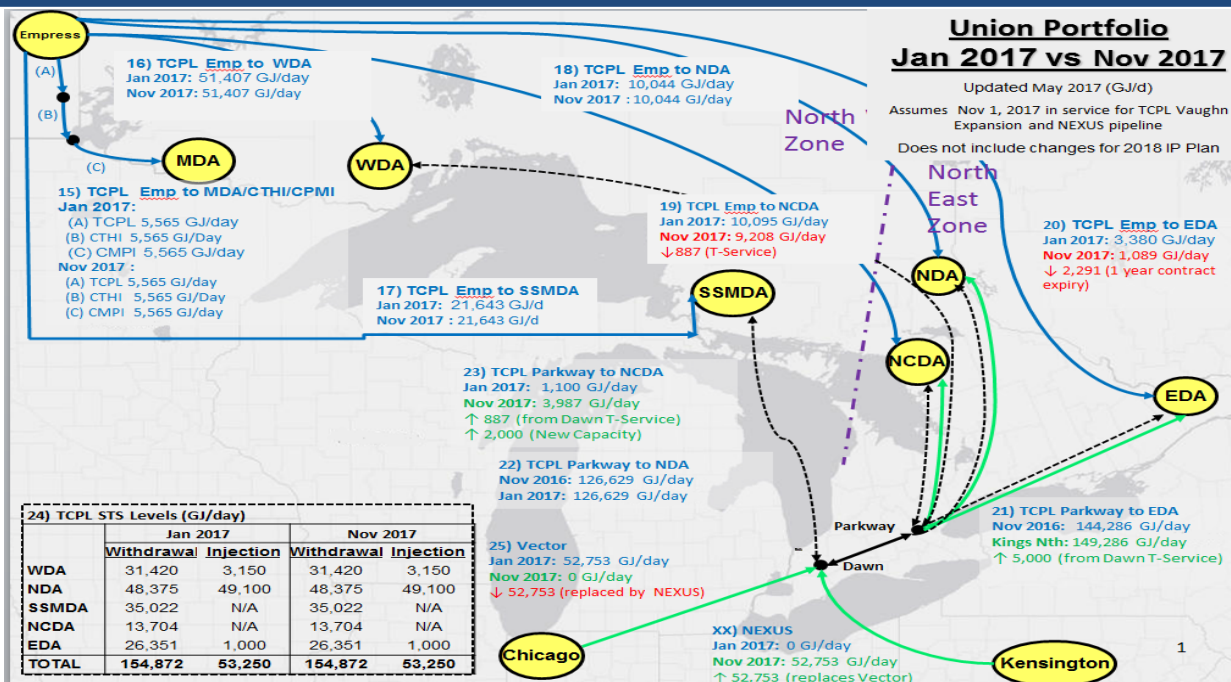 Union Portfolio
Jan 2017 vs Nov 2017
Updated May 2017 (GJ/d)
Assumes Nov 1, 2017 in service for TCPL Vaughn
Expansion and NEXUS pipeline
Does not include changes for 2018 IP Plan
Empress
(A)
(B)
(C)
MDA
WDA
16) TCPL Emp to WDA
Jan 2017: 51,407 GJ/day
Nov 2017: 51,407 GJ/day
18) TCPL Emp to NDA
Jan 2017: 10,044 GJ/day
Nov 2017 : 10,044 GJ/day
North
Zone
North
East
Zone
15) TCPL Emp to MDA/CTHI/CPMI
Jan 2017:
(A) TCPL 5,565 GJ/day
(B) CTHI 5,565 GJ/Day
(C) CMPI 5,565 GJ/day
Nov 2017 :
(A) TCPL 5,565 GJ/day
(B) CTHI 5,565 GJ/Day
(C) CMPI 5,565 GJ/day
19) TCPL Emp to NCDA
Jan 2017: 10,095 GJ/day
Nov 2017: 9,208 GJ/day
↓887 (T-Service)
20) TCPL Emp to EDA
Jan 2017: 3,380 GJ/day
Nov 2017: 1,089 GJ/day
↓ 2,291 (1 year contract
expiry)
17) TCPL Emp to SSMDA
Jan 2017: 21,643 GJ/d
Nov 2017 : 21,643 GJ/d
SSMDA
NDA
NCDA
EDA
23) TCPL Parkway to NCDA
Jan 2017: 1,100 GJ/day
Nov 2017: 3,987 GJ/day
↑ 887 (from Dawn T-Service)
↑ 2,000 (New Capacity)
22) TCPL Parkway to NDA
Nov 2016: 126,629 GJ/day
Jan 2017: 126,629 GJ/day
21) TCPL Parkway to EDA
Nov 2016: 144,286 GJ/day
Kings Nth: 149,286 GJ/day
↑ 5,000 (from Dawn T-Service)
Parkway
Dawn
25) Vector
Jan 2017: 52,753 GJ/day
Nov 2017: 0 GJ/day
↓ 52,753 (replaced by NEXUS)
24) TCPL STS Levels (GJ/day)
Jan 2017 Nov 2017
Withdrawal Injection Withdrawal Injection
WDA 31,420 3,150 31,420 3,150
NDA 48,375 49,100 48,375 49,100
SSMDA 35,022 N/A 35,022 N/A
NCDA 13,704 N/A 13,704 N/A
EDA 26,351 1,000 26,351 1,000
TOTAL 154,872 53,250 154,872 53,250
Chicago
XX) NEXUS
Jan 2017: 0 GJ/day
Nov 2017: 52,753 GJ/day
↑ 52,753 (replaces Vector)
Kensington
1